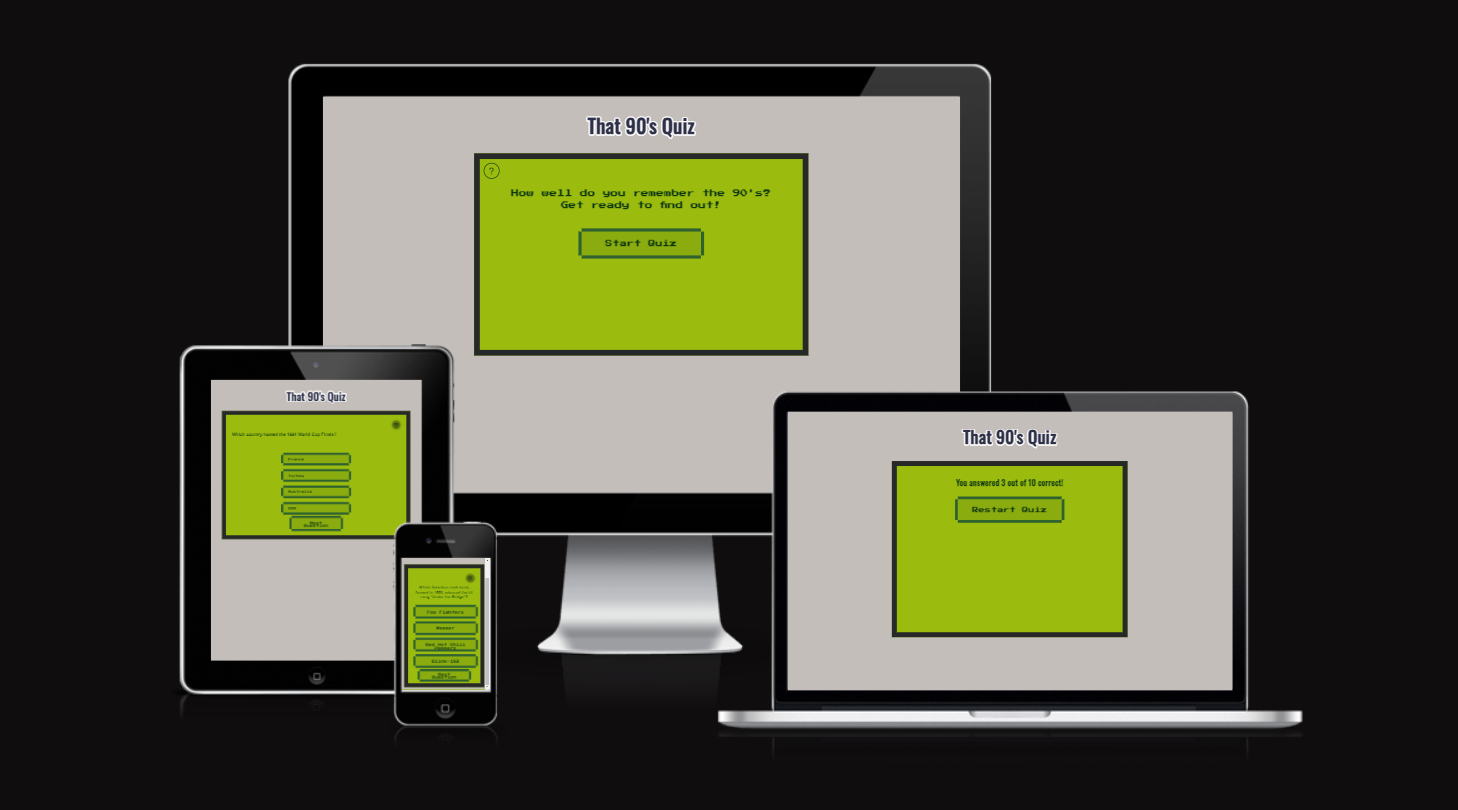 That 90's Quiz
?
How well do you remember the 90's?
Get ready to find out!
Start Quiz
That 90's Quiz
Which country hosted the 1998 World Cup Finals?
France
Australia
USA
Next
Question
Foo Fighters
Weezer
Red Hot Chili
Peppers
Blink-182
Next
Question
That 90's Quiz
You answered 3 out of 10 correct!
Restart Quiz